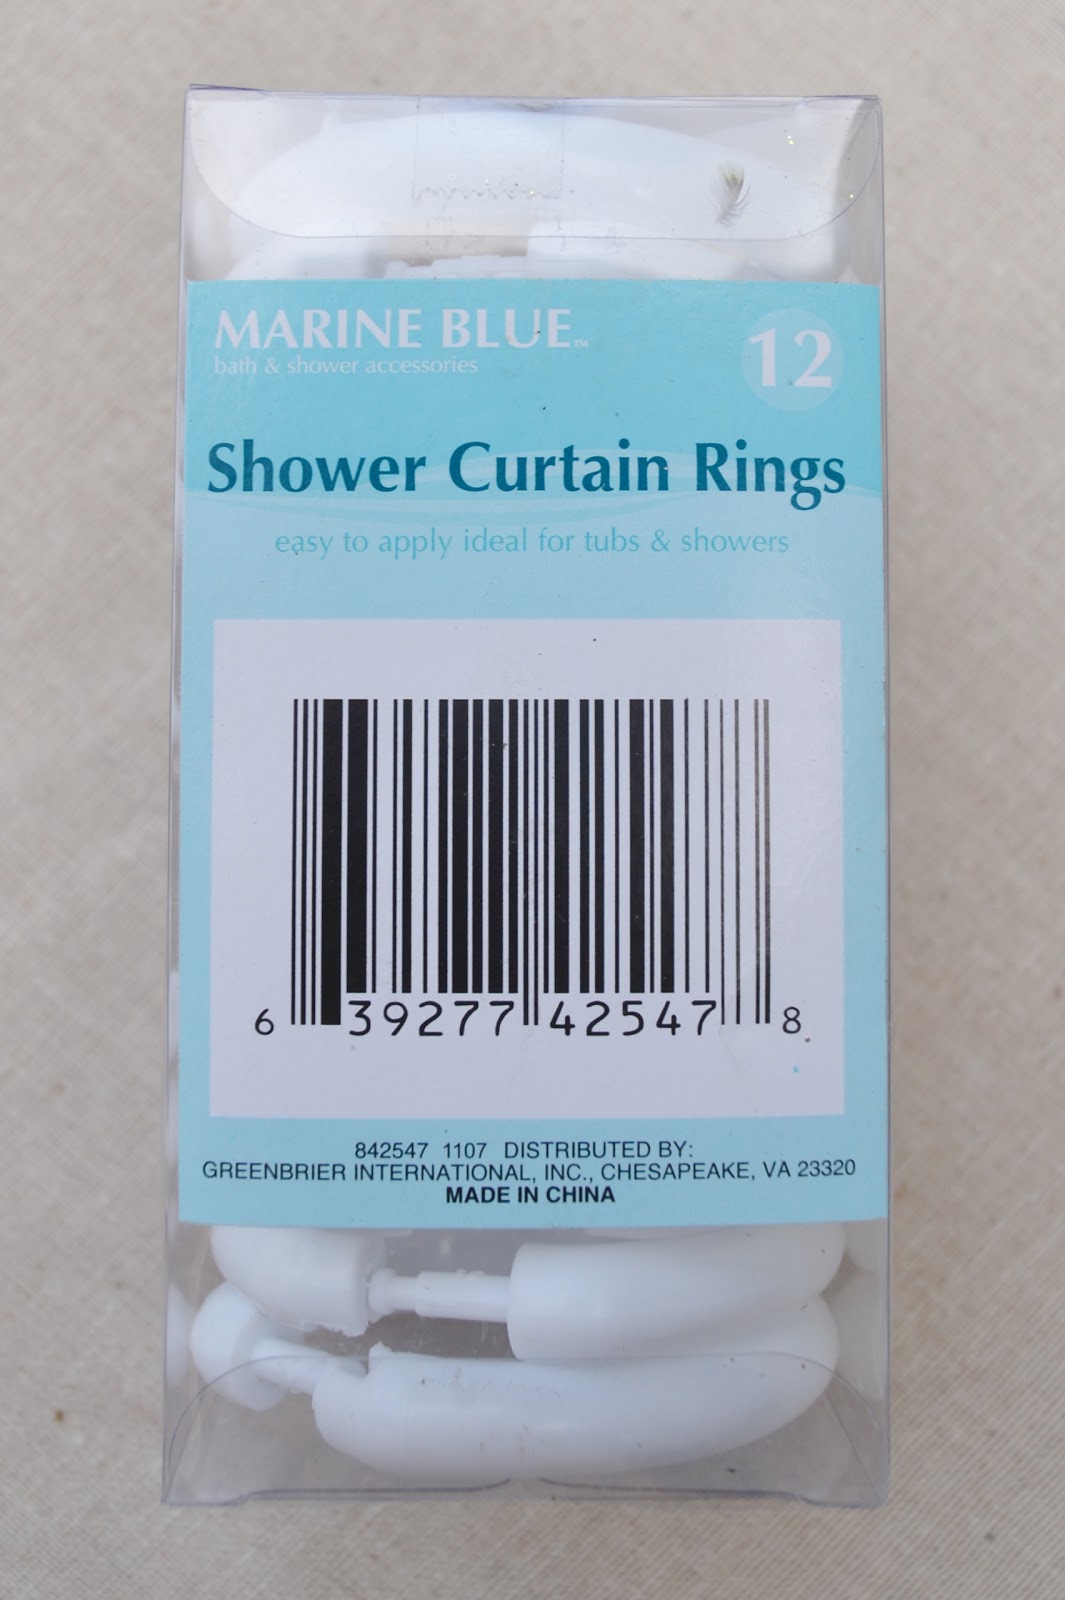 MARINE BLUE™
bath & shower accessories
12
Shower Curtain Rings
easy to apply ideal for tubs & showers
6 39277 42547 8
842547 1107 DISTRIBUTED BY:
GREENBRIER INTERNATIONAL, INC., CHESAPEAKE, VA 23320
MADE IN CHINA